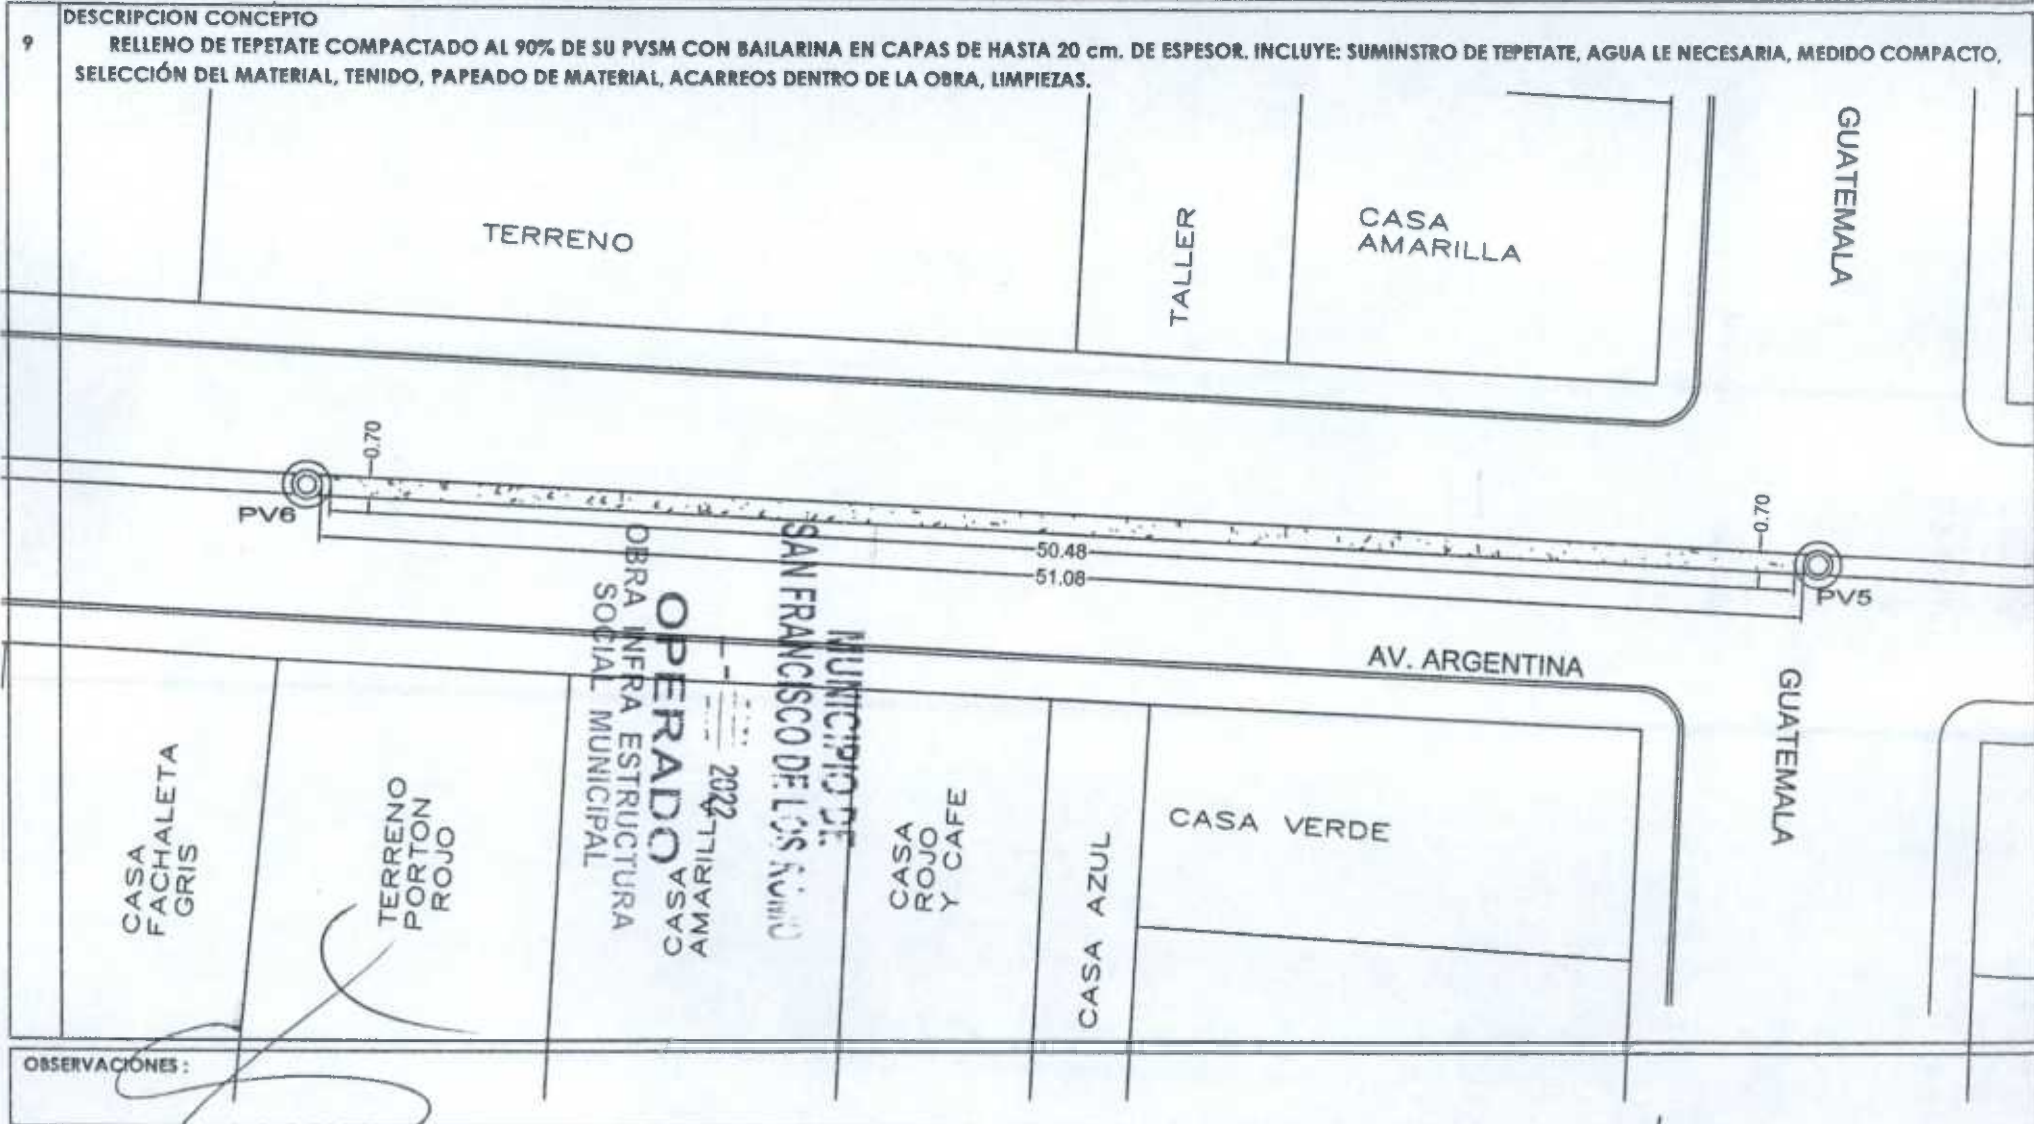 DESCRIPCION CONCEPTO
9
RELLENO DE TEPETATE COMPACTADO AL 90% DE SU PVSM CON BAILARINA EN CAPAS DE HASTA 20 cm. DE ESPESOR. INCLUYE: SUMINSTRO DE TEPETATE, AGUA LE NECESARIA, MEDIDO COMPACTO,
SELECCIÓN DEL MATERIAL, TENIDO, PAPEADO DE MATERIAL, ACARREOS DENTRO DE LA OBRA, LIMPIEZAS.
GUATEMALA
TERRENO
TALLER
CASA
AMARILLA
0.70
PV6
0.70
50.48
51.08
PV5
AV. ARGENTINA
GUATEMALA
MUNICIPIO DE
SAN FRANCISCO DE LOS
2022
OPERADO
OBRA INFRA ESTRUCTURA
SOCIAL MUNICIPAL
CASA
FACHALETA
GRIS
TERRENO
PORTON
ROJO
CASA
AMARILLA
CASA
ROJO
Y CAFE
CASA AZUL
CASA VERDE
OBSERVACIONES :